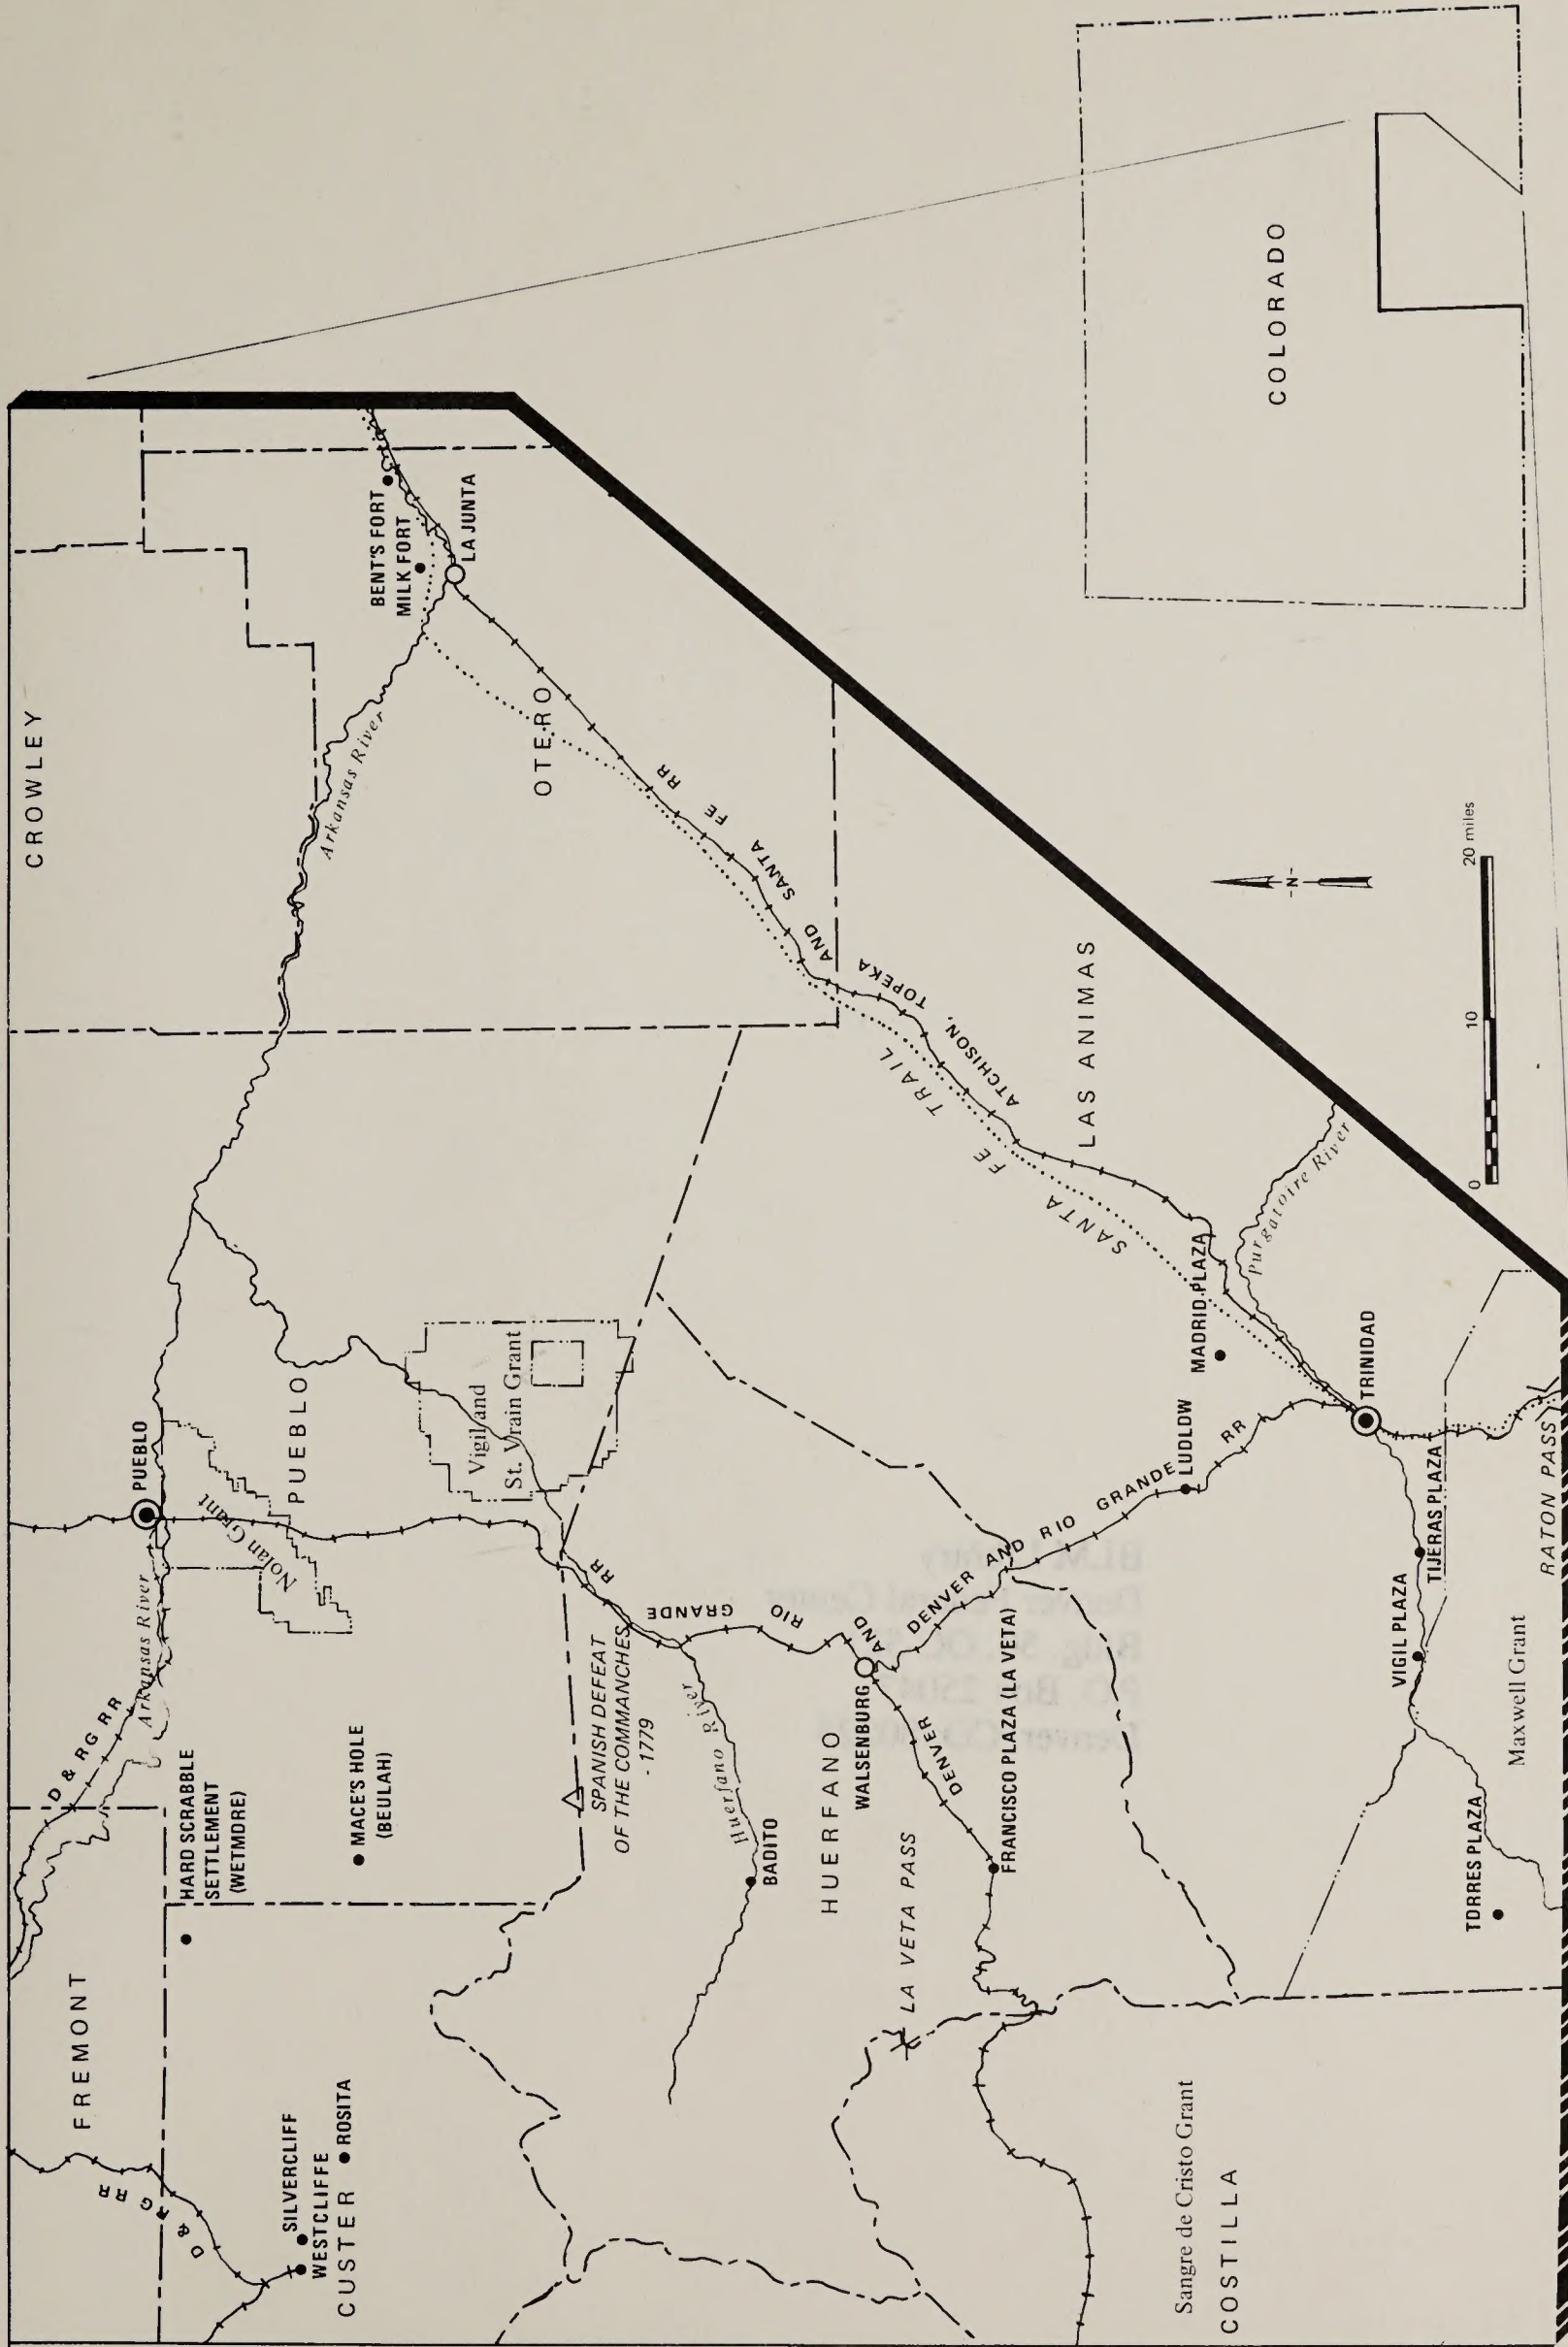 FREMONT
D & RG RR
D & RG RR
Arkansas River
PUEBLO
CROWLEY
SILVERCLIFF
WESTCLIFFE
CUSTER
ROSITA
HARD SCRABBLE
SETTLEMENT
(WETMORE)
MACE'S HOLE
(BEULAH)
Nolan Grant
PUEBLO
Arkansas River
BENT'S FORT
MILK FORT
LA JUNTA
Vigil and
St. Vrain Grant
OTERO
SPANISH DEFEAT
OF THE COMMANCHES
- 1779
Huerfano River
BADITO
HUERFANO
WALSENBURG
DENVER AND RIO GRANDE RR
LA VETA PASS
FRANCISCO PLAZA (LA VETA)
DENVER AND RIO GRANDE RR
LUDLOW
SANTA FE TRAIL
ATCHISON, TOPEKA AND SANTA FE RR
LAS ANIMAS
MADRID PLAZA
Purgatoire River
TRINIDAD
Sangre de Cristo Grant
COSTILLA
VIGIL PLAZA
TIJERAS PLAZA
TORRES PLAZA
Maxwell Grant
RATON PASS
-N-
0 10 20 miles
COLORADO